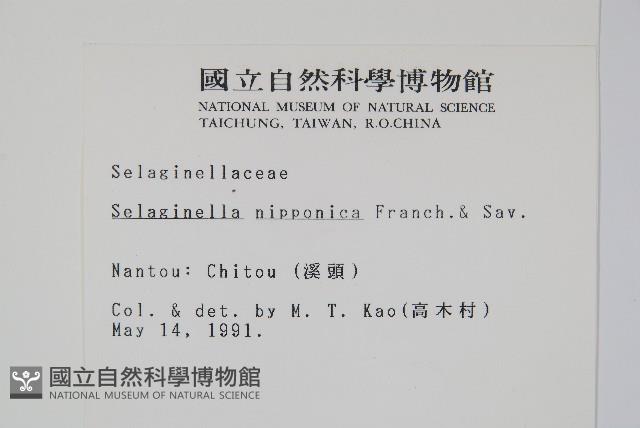 國立自然科學博物館
NATIONAL MUSEUM OF NATURAL SCIENCE
TAICHUNG, TAIWAN, R.O.CHINA
Selaginellaceae
Selaginella nipponica Franch.& Sav.
Nantou: Chitou (溪頭)
Col. & det. by M. T. Kao(高木村)
May 14, 1991.
國立自然科學博物館
NATIONAL MUSEUM OF NATURAL SCIENCE